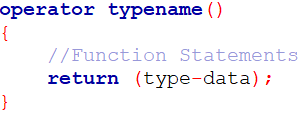 operator typename()
{
    //Function Statements
    return (type-data);
}